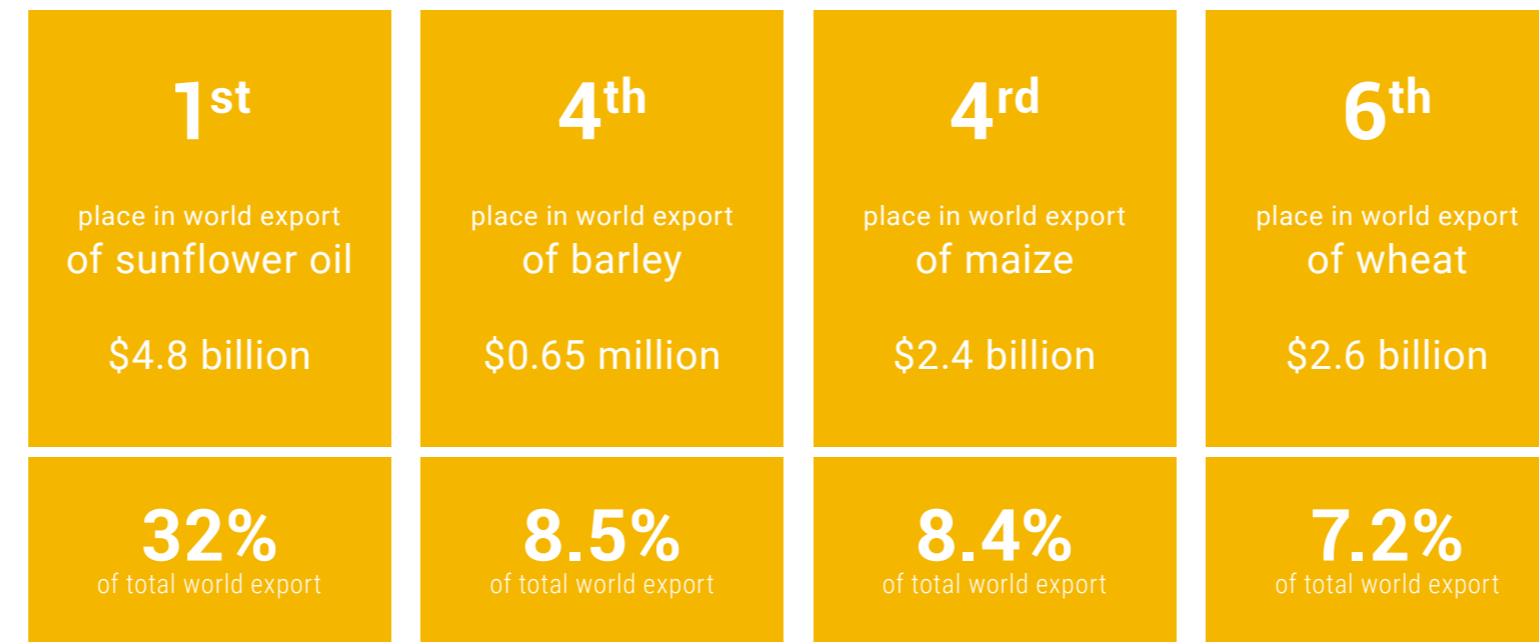 1st
place in world export
of sunflower oil
$4.8 billion
32%
of total world export
4th
place in world export
of barley
$0.65 million
8.5%
of total world export
4rd
place in world export
of maize
$2.4 billion
8.4%
of total world export
6th
place in world export
of wheat
$2.6 billion
7.2%
of total world export